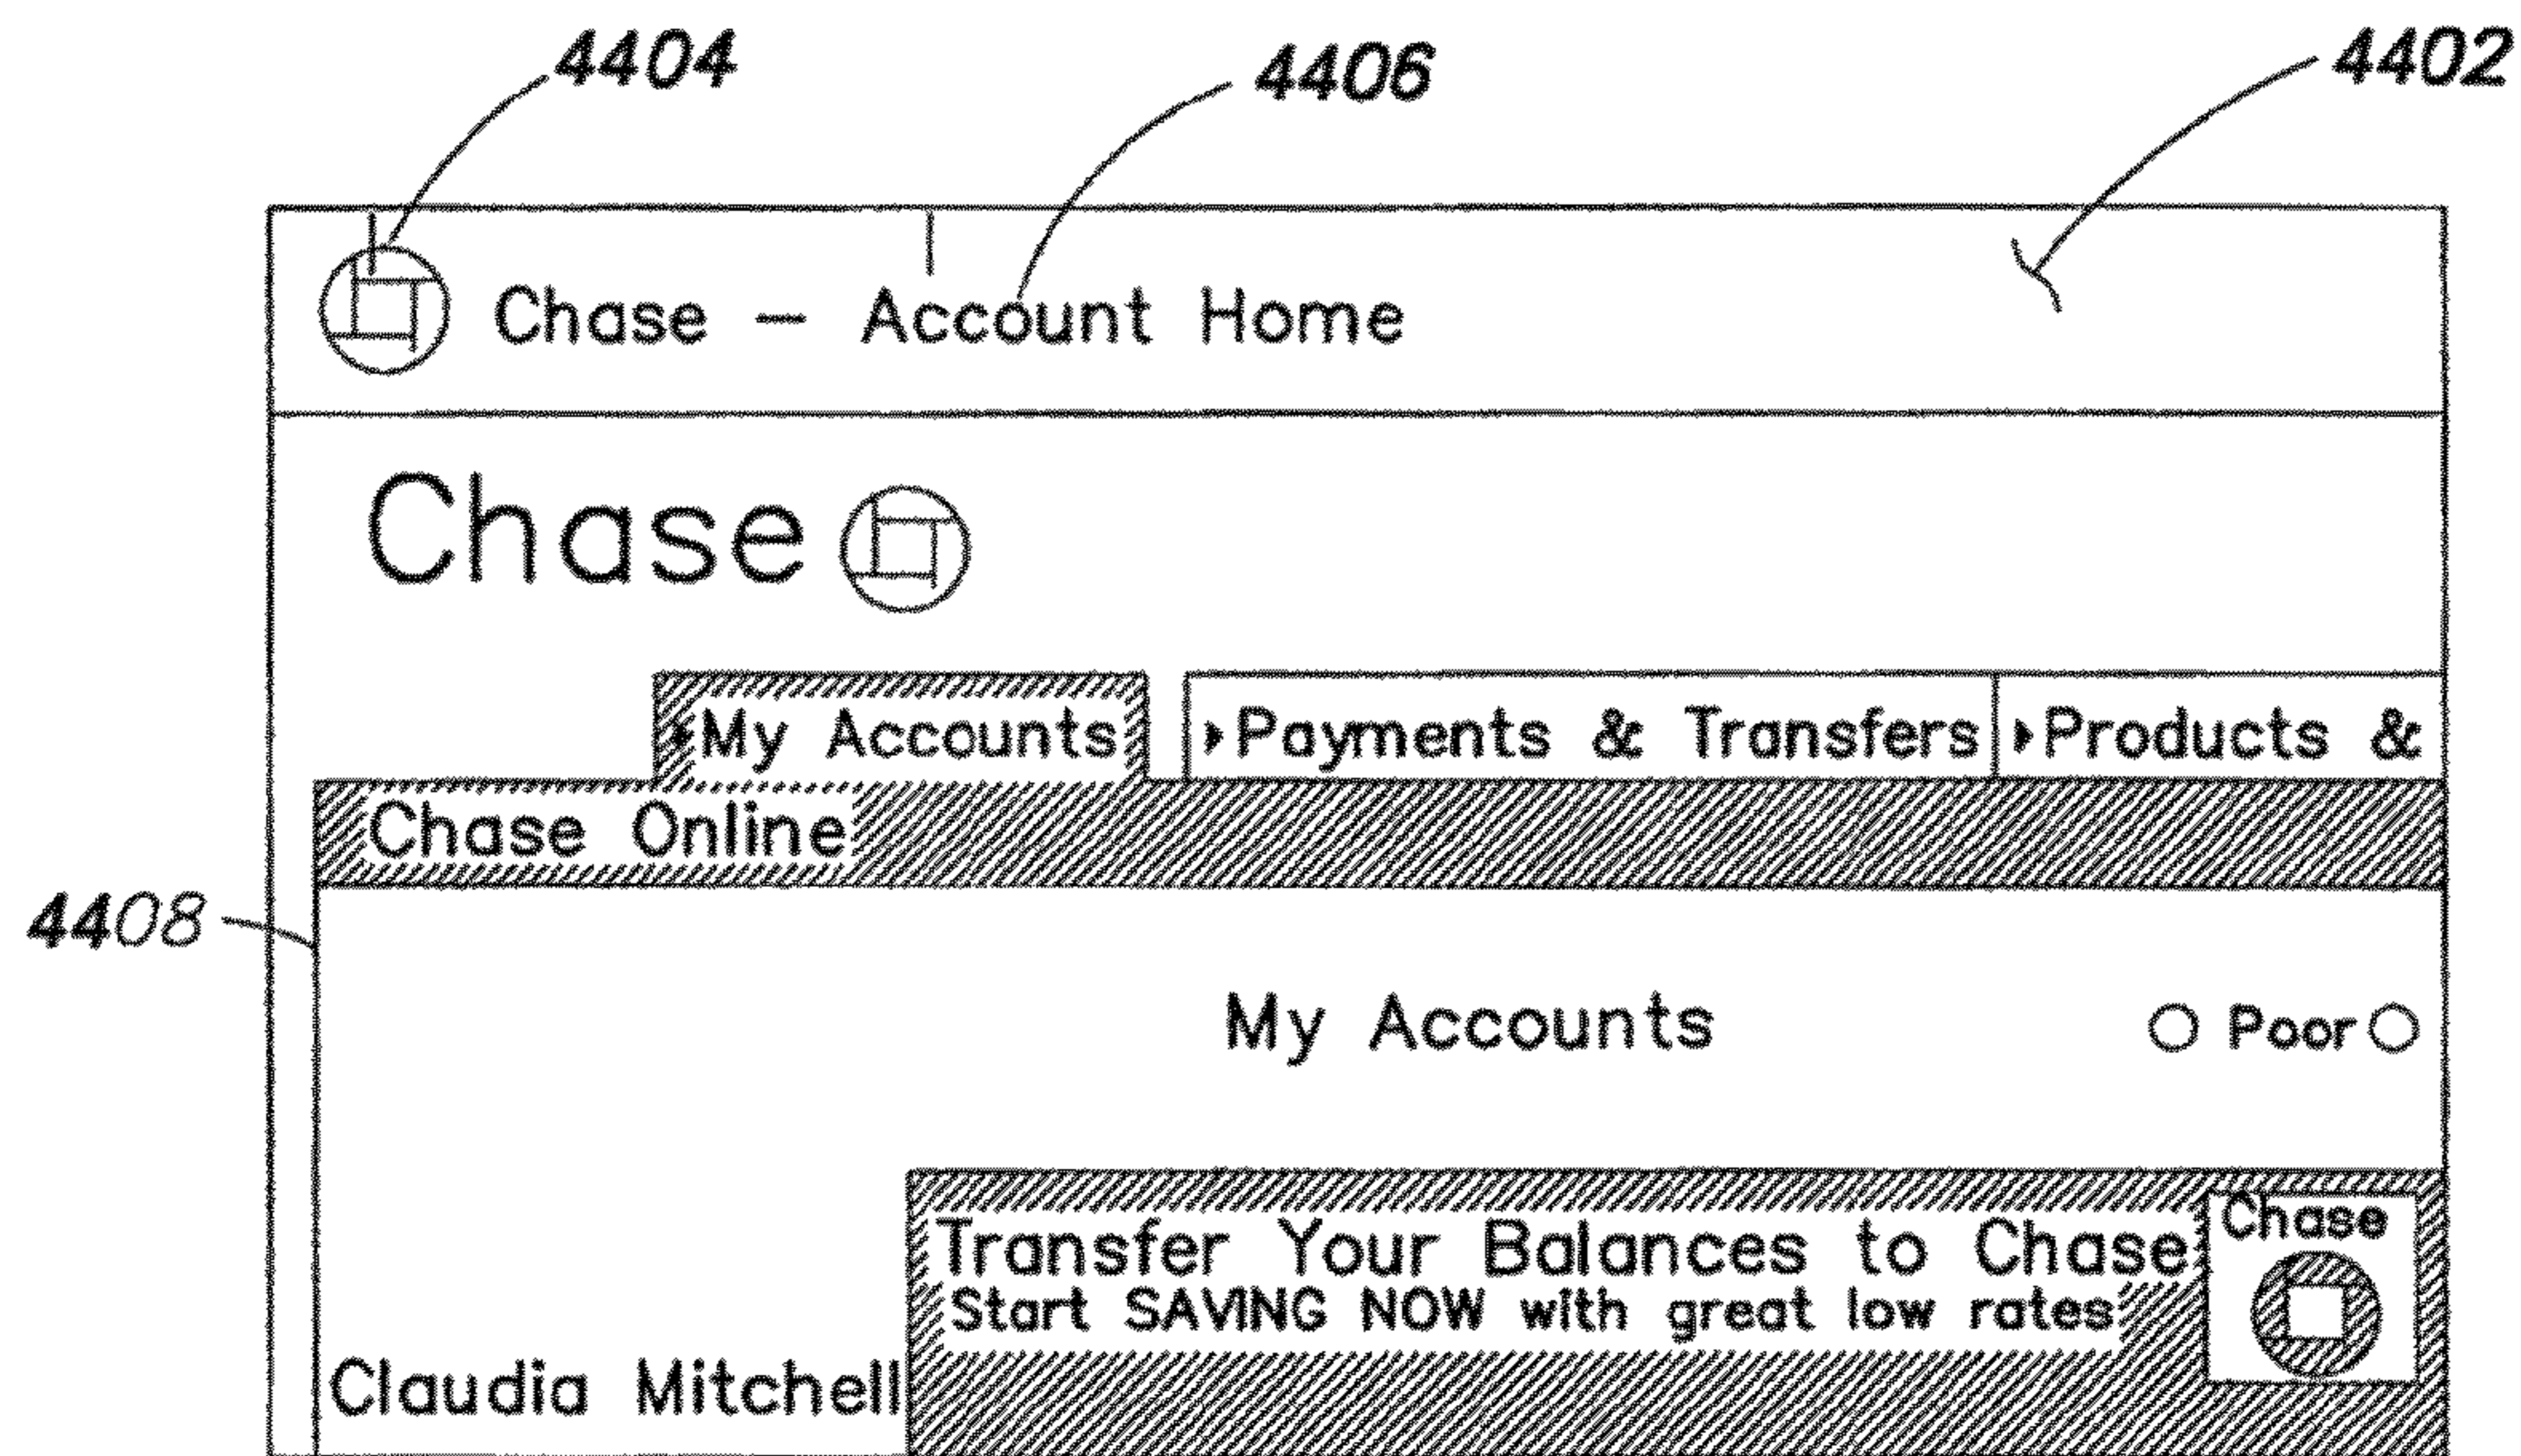 4404 4406 4402
Chase - Account Home
Chase
My Accounts Payments & Transfers Products &
Chase Online
4408
My Accounts Poor
Chase
Transfer Your Balances to Chase
Start SAVING NOW with great low rates
Claudia Mitchell